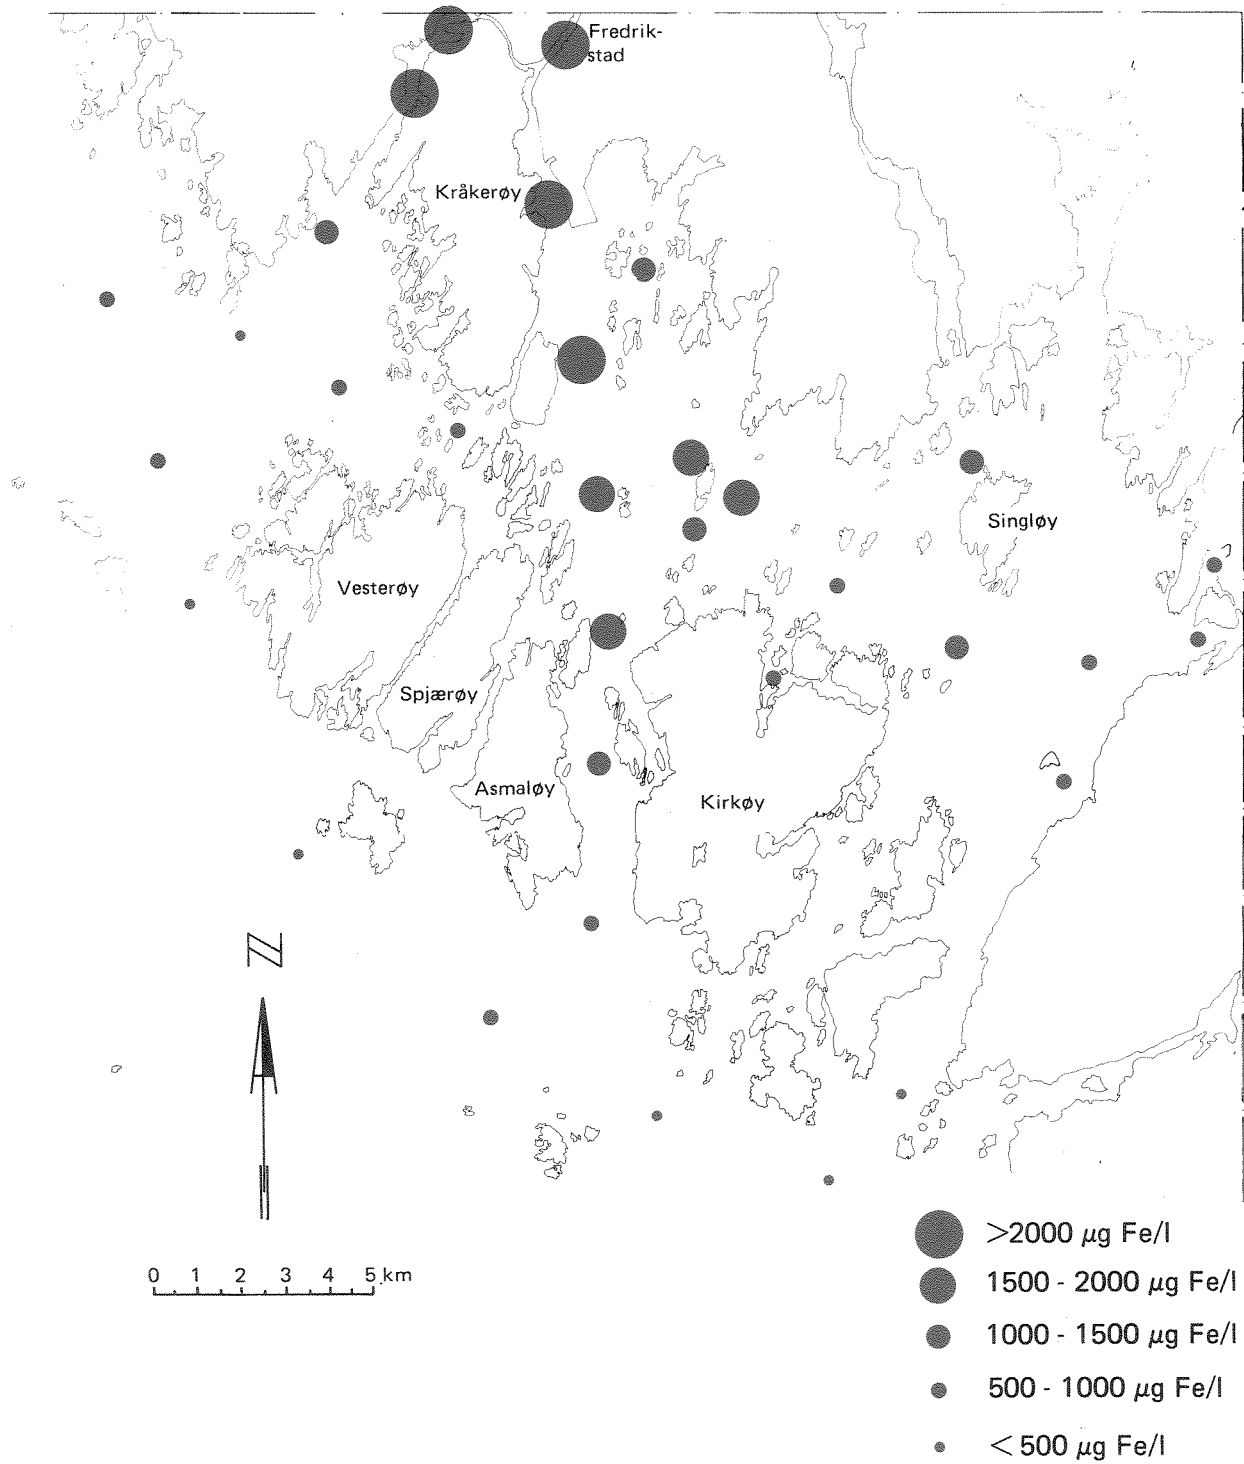 Fredrik-
stad
Kråkerøy
Singløy
Vesterøy
Spjærøy
Asmaløy
Kirkøy
N
0 1 2 3 4 5 km
>2000 µg Fe/l
1500 - 2000 µg Fe/l
1000 - 1500 µg Fe/l
500 - 1000 µg Fe/l
<500 µg Fe/l